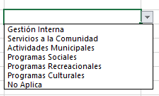 Gestión Interna
Servicios a la Comunidad
Actividades Municipales
Programas Sociales
Programas Recreacionales
Programas Culturales
No Aplica